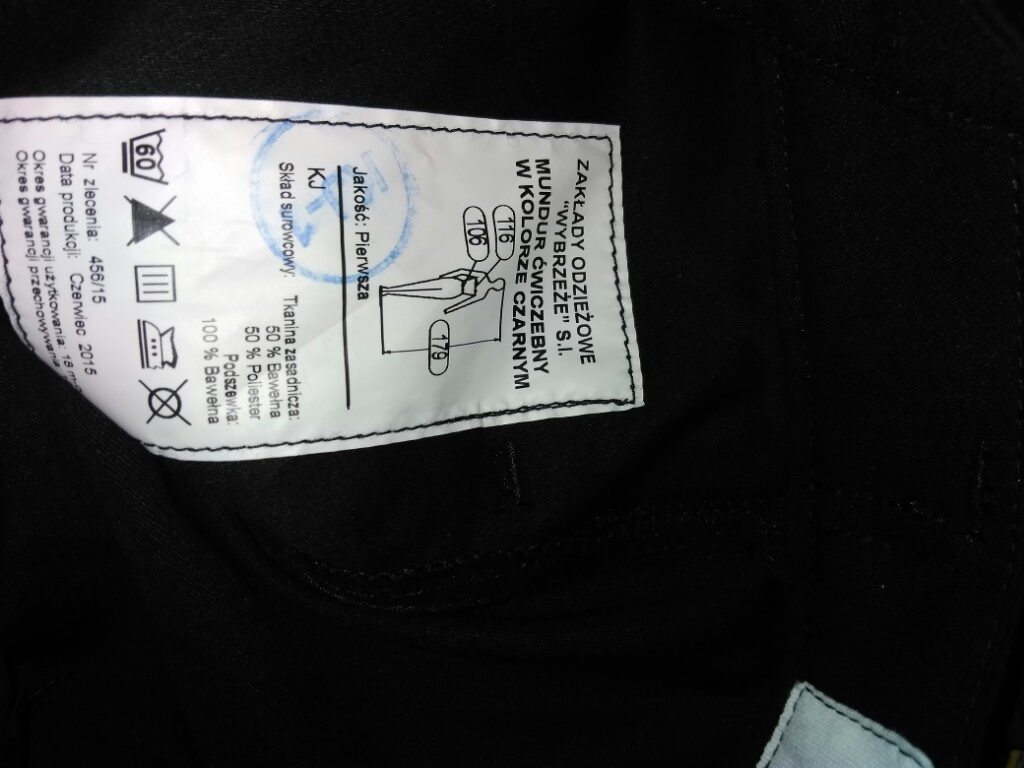 ZAKŁADY ODZIEŻOWE
"WYBRZEŻE" S.I.
MUNDUR ĆWICZEBNY
W KOLORZE CZARNYM
116
106
179
Jakość: Pierwsza
KJ
Skład surowcowy: Tkanina zasadnicza:
50 % Bawełna
50 % Poliester
Podszewka:
100 % Bawełna
60
Nr zlecenia: 456/15
Data produkcji: Czerwiec 2015
Okres gwarancji użytkowania: 18
Okres gwarancji przechowywania